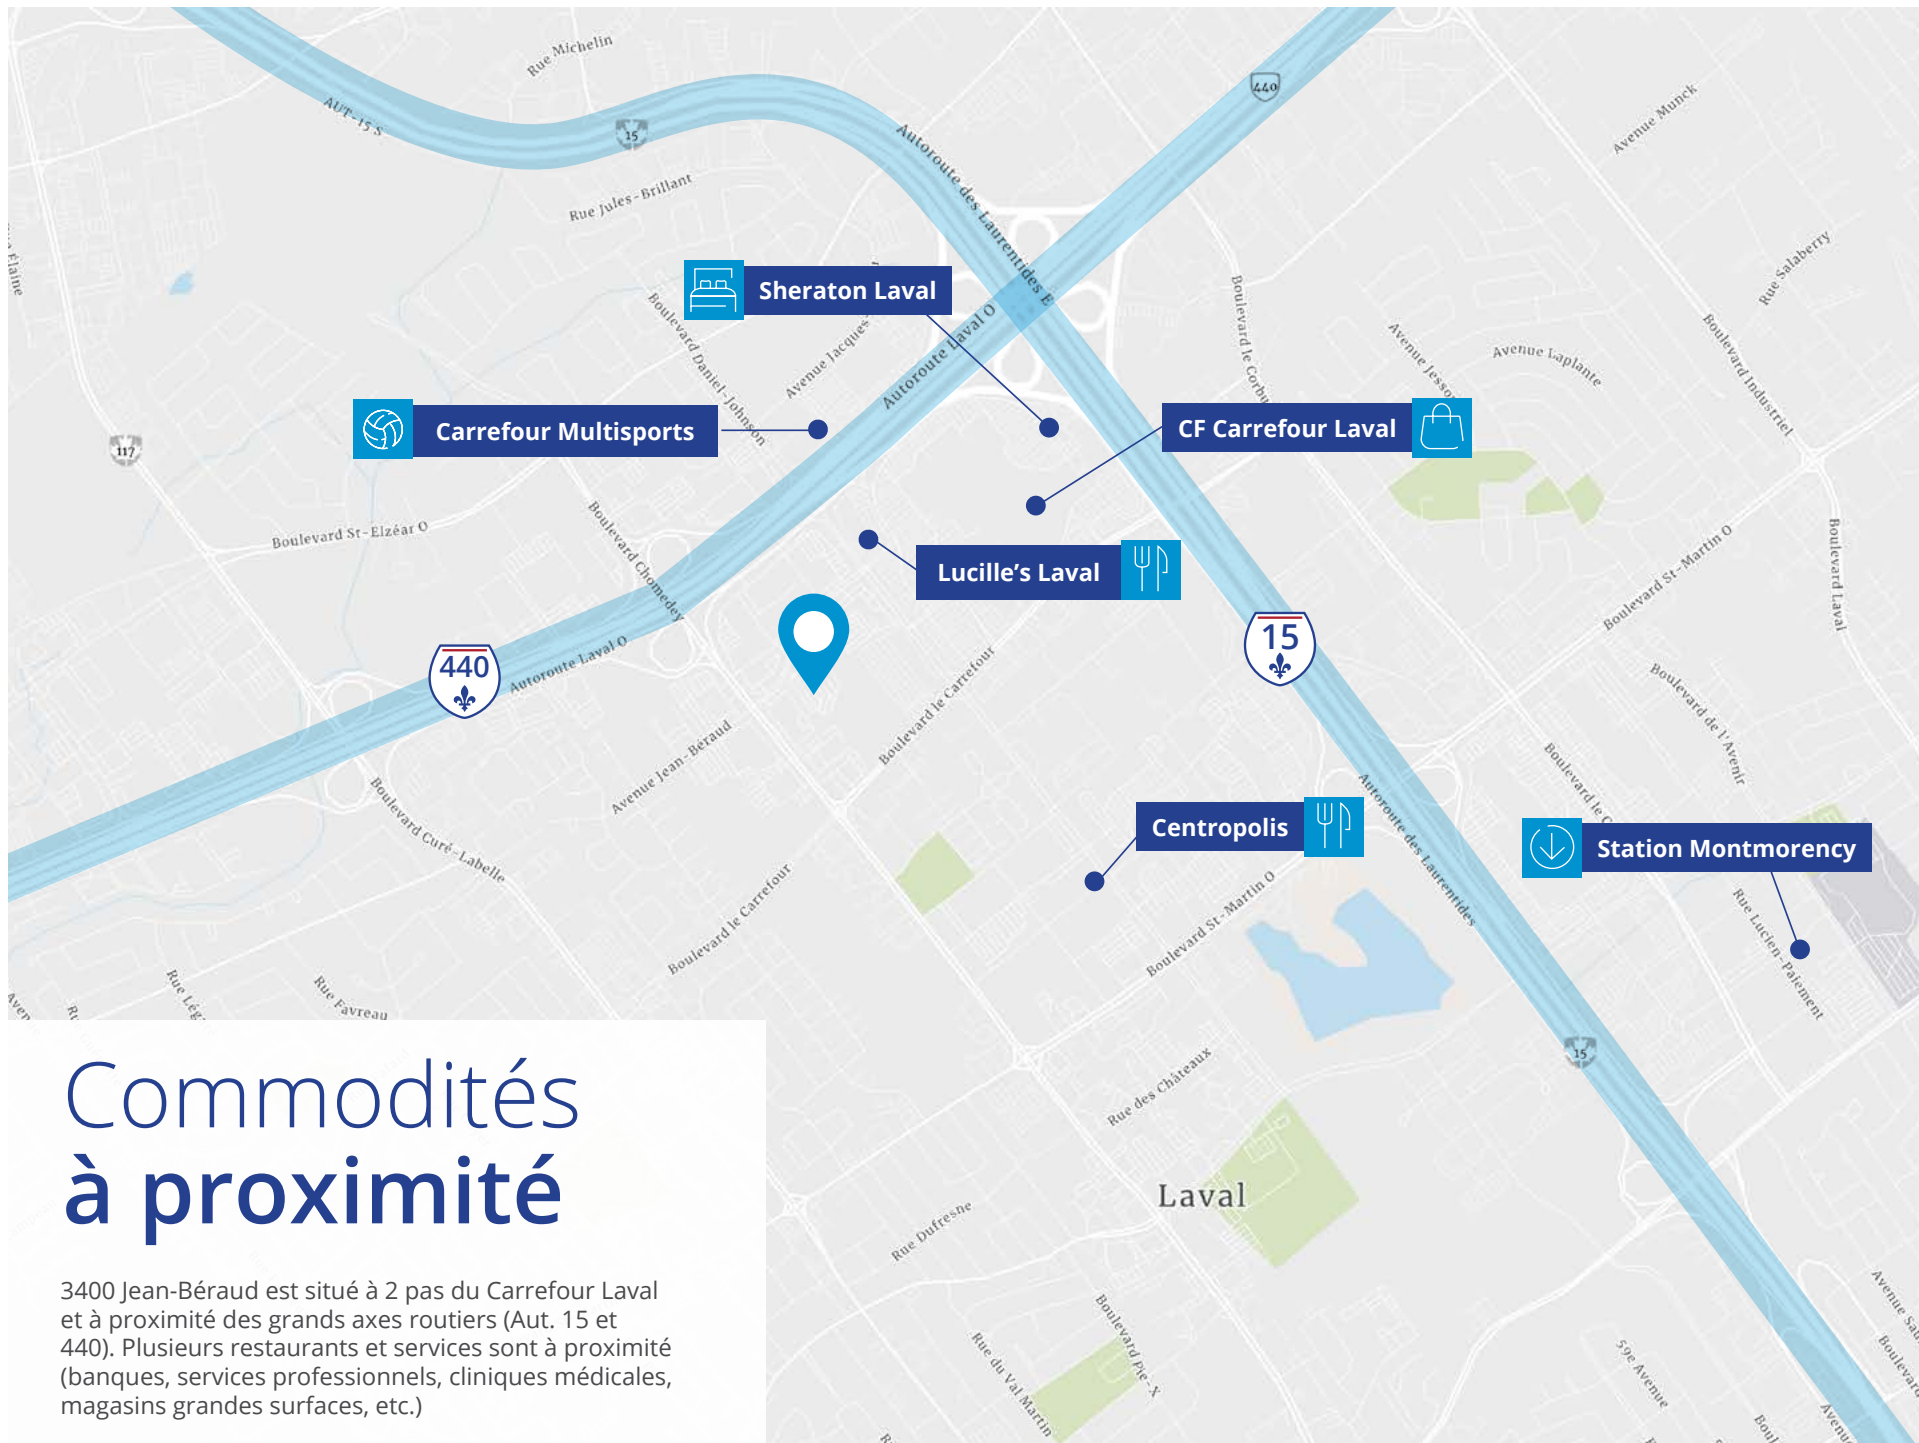 Rue Michelin
AUT-15 S
15
440
Autoroute des Laurentides E
Avenue Munck
Rue Jules-Brillant
Rue Salaberry
Sheraton Laval
Boulevard Daniel-Johnson
Avenue Jacques-
Autoroute Laval O
Boulevard Industriel
Avenue Laplante
Carrefour Multisports
CF Carrefour Laval
117
Boulevard St-Elzéar O
Boulevard Chomedey
Lucille's Laval
Boulevard St-Martin O
Boulevard Laval
440
Autoroute Laval O
15
Boulevard le Carrefour
Avenue Jean-Béraud
Boulevard de l'Avenir
Boulevard Curé-Labelle
Centropolis
Autoroute des Laurentides
Station Montmorency
Boulevard le Carrefour
Boulevard St-Martin O
Rue Lucien-Paiement
Rue Favreau
15
Rue des Châteaux
Commodités
à proximité
Laval
Rue Dufresne
3400 Jean-Béraud est situé à 2 pas du Carrefour Laval
et à proximité des grands axes routiers (Aut. 15 et
440). Plusieurs restaurants et services sont à proximité
(banques, services professionnels, cliniques médicales,
magasins grandes surfaces, etc.)
Boulevard Pie-X
Rue du Val Martin
59e Avenue